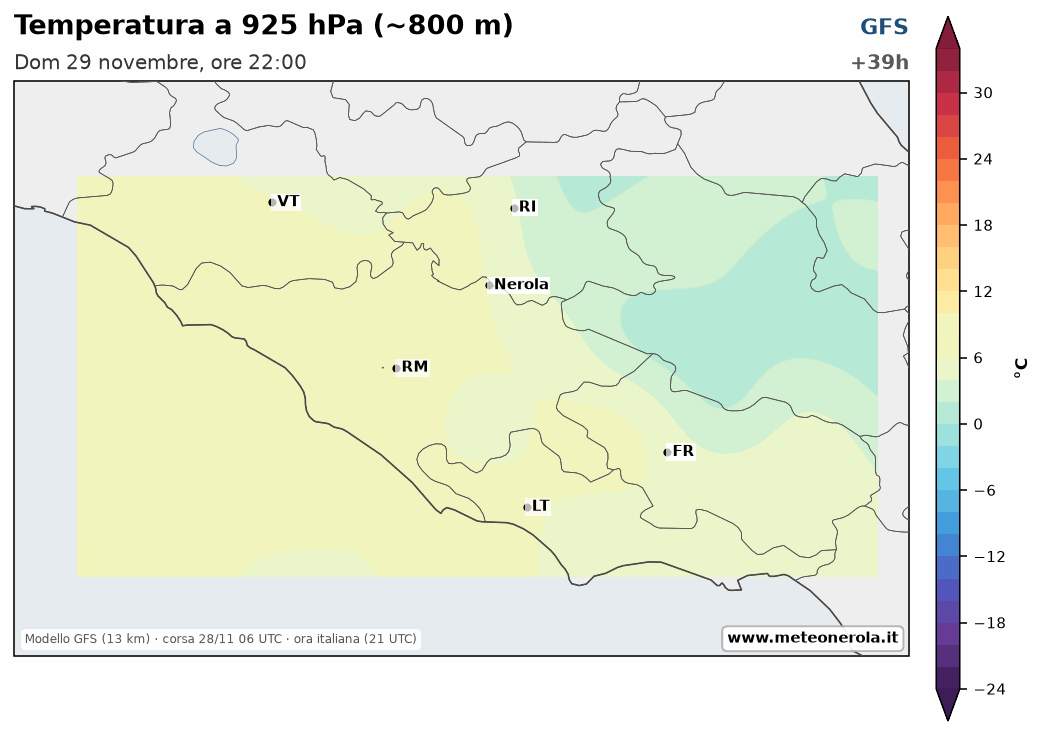 Temperatura a 925 hPa (~800 m)
GFS
Dom 29 novembre, ore 22:00
+39h
VT
RI
Nerola
RM
FR
LT
30
24
18
12
6
0
−6
−12
−18
−24
°C
Modello GFS (13 km) · corsa 28/11 06 UTC · ora italiana (21 UTC)
www.meteonerola.it